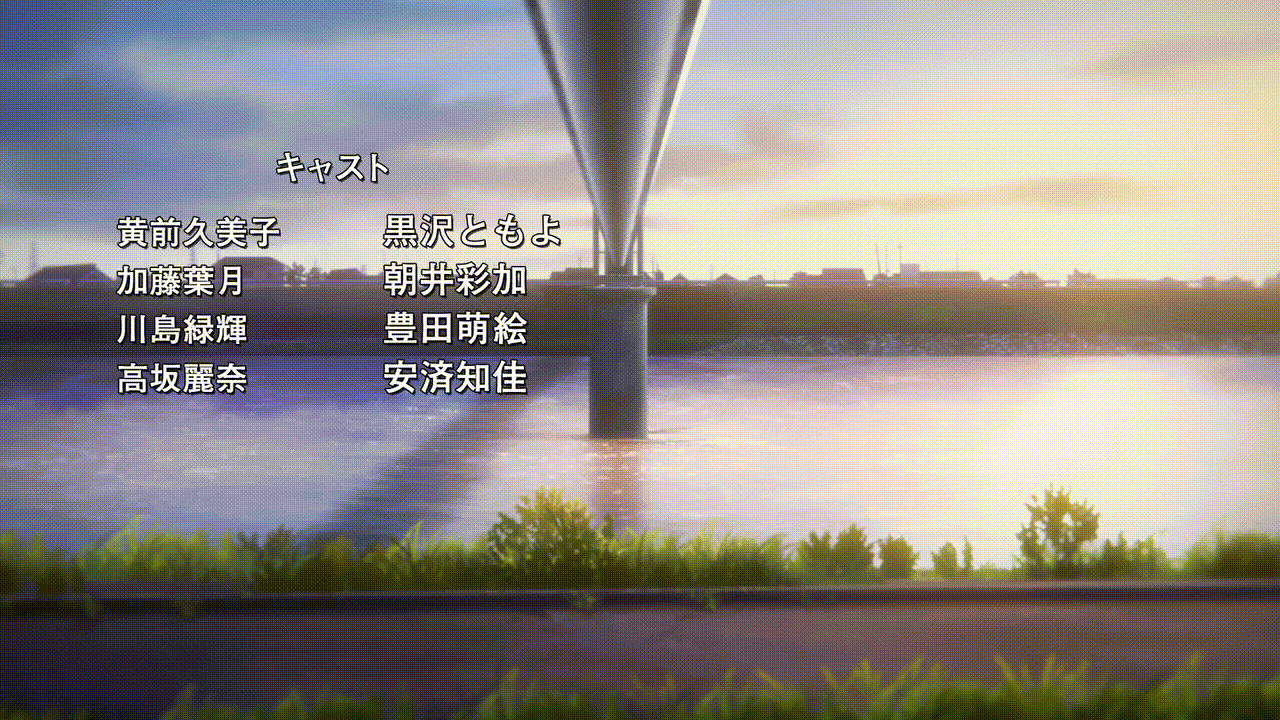 キャスト
黄前久美子 黒沢ともよ
加藤葉月 朝井彩加
川島緑輝 豊田萌絵
高坂麗奈 安済知佳